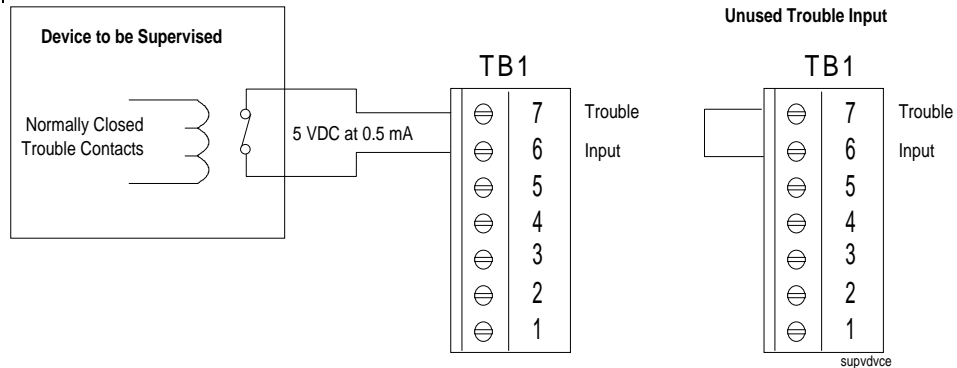 Unused Trouble Input
Device to be Supervised
TB1
TB1
Normally Closed
Trouble Contacts
5 VDC at 0.5 mA
7 Trouble
6 Input
5
4
3
2
1
7 Trouble
6 Input
5
4
3
2
1
supvdvce